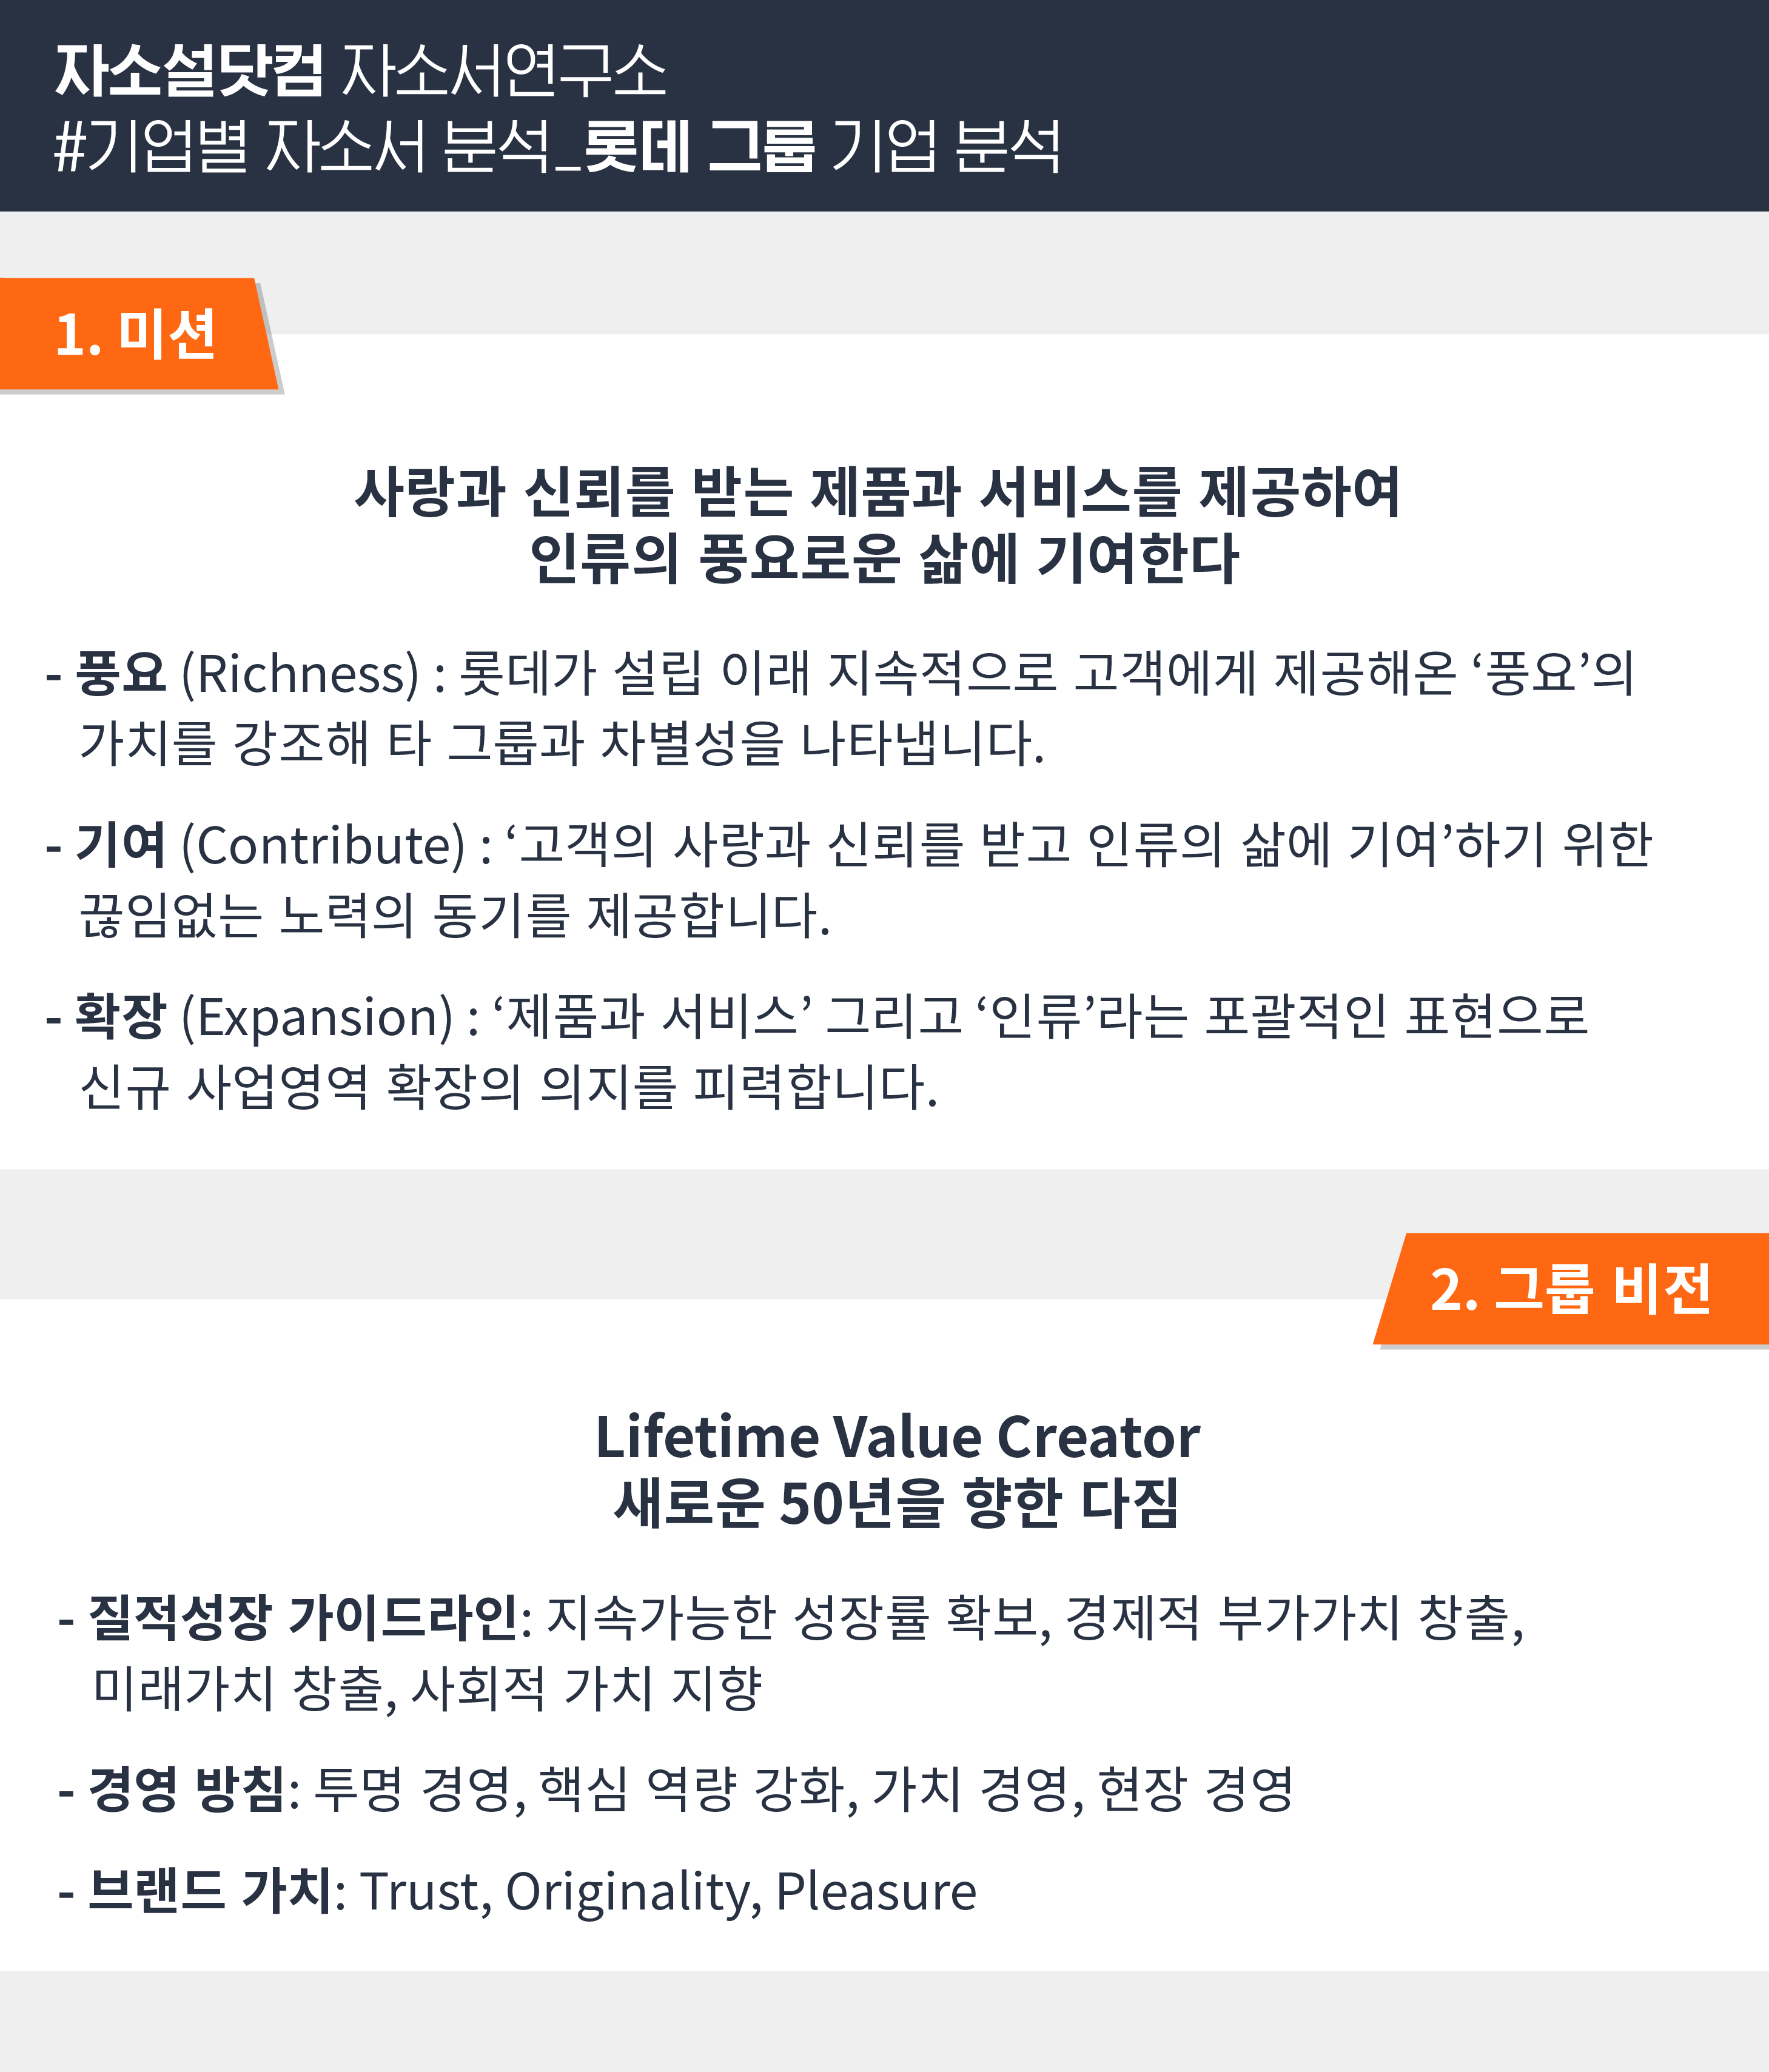 자소설닷컴 자소서연구소
#기업별 자소서 분석_롯데 그룹 기업 분석
1. 미션
사랑과 신뢰를 받는 제품과 서비스를 제공하여
인류의 풍요로운 삶에 기여한다
- 풍요 (Richness) : 롯데가 설립 이래 지속적으로 고객에게 제공해온 ‘풍요’의
가치를 강조해 타 그룹과 차별성을 나타냅니다.
- 기여 (Contribute) : ‘고객의 사랑과 신뢰를 받고 인류의 삶에 기여’하기 위한
끊임없는 노력의 동기를 제공합니다.
- 확장 (Expansion) : ‘제품과 서비스’ 그리고 ‘인류’라는 포괄적인 표현으로
신규 사업영역 확장의 의지를 피력합니다.
2. 그룹 비전
Lifetime Value Creator
새로운 50년을 향한 다짐
- 질적성장 가이드라인: 지속가능한 성장률 확보, 경제적 부가가치 창출,
미래가치 창출, 사회적 가치 지향
- 경영 방침: 투명 경영, 핵심 역량 강화, 가치 경영, 현장 경영
- 브랜드 가치: Trust, Originality, Pleasure